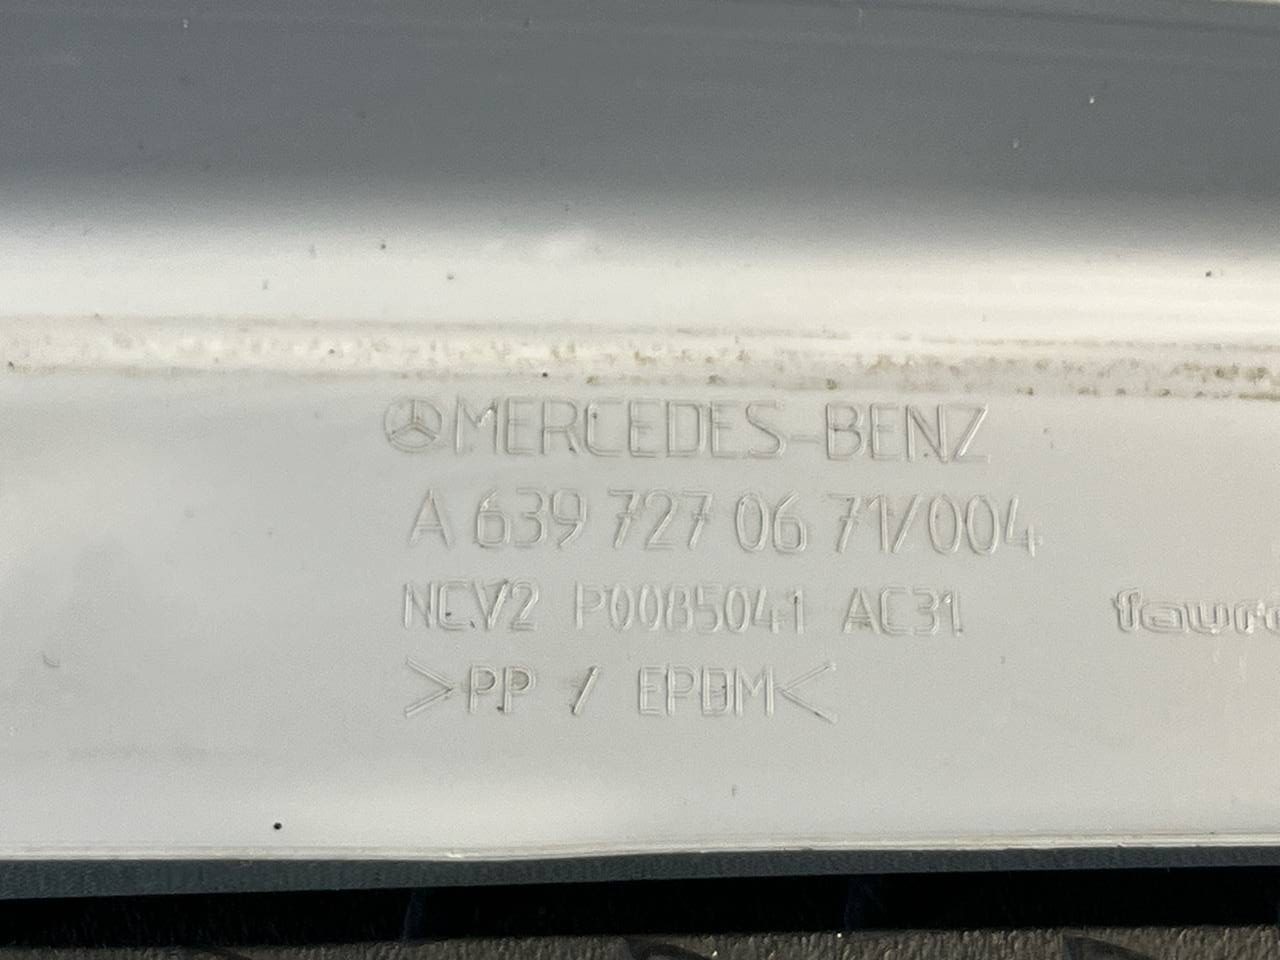 MERCEDES-BENZ
A 639 727 06 71/004
NCV2 P0085041 AC31
>PP / EPDM<